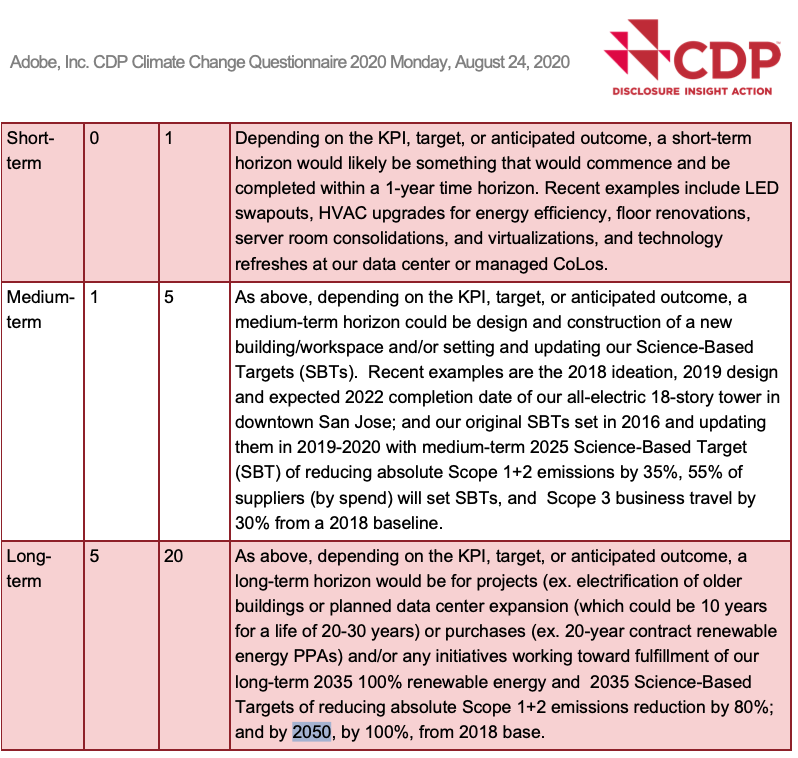 Adobe, Inc. CDP Climate Change Questionnaire 2020 Monday, August 24, 2020
CDP
DISCLOSURE INSIGHT ACTION
Short-
term
0
1
Depending on the KPI, target, or anticipated outcome, a short-term
horizon would likely be something that would commence and be
completed within a 1-year time horizon. Recent examples include LED
swapouts, HVAC upgrades for energy efficiency, floor renovations,
server room consolidations, and virtualizations, and technology
refreshes at our data center or managed CoLos.
Medium-
term
1
5
As above, depending on the KPI, target, or anticipated outcome, a
medium-term horizon could be design and construction of a new
building/workspace and/or setting and updating our Science-Based
Targets (SBTs).  Recent examples are the 2018 ideation, 2019 design
and expected 2022 completion date of our all-electric 18-story tower in
downtown San Jose; and our original SBTs set in 2016 and updating
them in 2019-2020 with medium-term 2025 Science-Based Target
(SBT) of reducing absolute Scope 1+2 emissions by 35%, 55% of
suppliers (by spend) will set SBTs, and  Scope 3 business travel by
30% from a 2018 baseline.
Long-
term
5
20
As above, depending on the KPI, target, or anticipated outcome, a
long-term horizon would be for projects (ex. electrification of older
buildings or planned data center expansion (which could be 10 years
for a life of 20-30 years) or purchases (ex. 20-year contract renewable
energy PPAs) and/or any initiatives working toward fulfillment of our
long-term 2035 100% renewable energy and  2035 Science-Based
Targets of reducing absolute Scope 1+2 emissions reduction by 80%;
and by 2050, by 100%, from 2018 base.